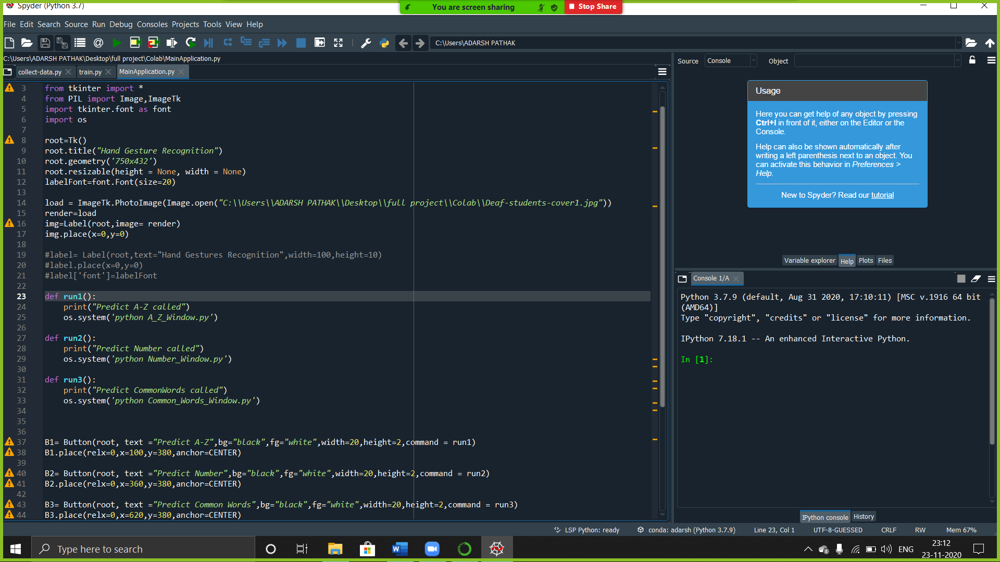 Spyder (Python 3.7)
You are screen sharing
Stop Share
File Edit Search Source Run Debug Consoles Projects Tools View Help
C:\Users\ADARSH PATHAK
C:\Users\ADARSH PATHAK\Desktop\full project\Colab\MainApplication.py
collect-data.py train.py MainApplication.py
3 from tkinter import *
4 from PIL import Image,ImageTk
5 import tkinter.font as font
6 import os
7
8 root=Tk()
9 root.title("Hand Gesture Recognition")
10 root.geometry('750x432')
11 root.resizable(height = None, width = None)
12 labelFont=font.Font(size=20)
13
14 load = ImageTk.PhotoImage(Image.open("C:\\Users\\ADARSH PATHAK\\Desktop\\full project\\Colab\\Deaf-students-cover1.jpg"))
15 render=load
16 img=Label(root,image= render)
17 img.place(x=0,y=0)
18
19 #label= Label(root,text="Hand Gestures Recognition",width=100,height=10)
20 #label.place(x=0,y=0)
21 #label['font']=labelFont
22
23 def run1():
24 print("Predict A-Z called")
25 os.system('python A_Z_Window.py')
26
27 def run2():
28 print("Predict Number called")
29 os.system('python Number_Window.py')
30
31 def run3():
32 print("Predict CommonWords called")
33 os.system('python Common_Words_Window.py')
34
35
36
37 B1= Button(root, text ="Predict A-Z",bg="black",fg="white",width=20,height=2,command = run1)
38 B1.place(relx=0,x=100,y=380,anchor=CENTER)
39
40 B2= Button(root, text ="Predict Number",bg="black",fg="white",width=20,height=2,command = run2)
41 B2.place(relx=0,x=360,y=380,anchor=CENTER)
42
43 B3= Button(root, text ="Predict Common Words",bg="black",fg="white",width=20,height=2,command = run3)
44 B3.place(relx=0,x=620,y=380,anchor=CENTER)
Source Console Object
Usage
Here you can get help of any object by pressing
Ctrl+I in front of it, either on the Editor or the
Console.
Help can also be shown automatically after
writing a left parenthesis next to an object. You
can activate this behavior in Preferences >
Help.
New to Spyder? Read our tutorial
Variable explorer Help Plots Files
Console 1/A
Python 3.7.9 (default, Aug 31 2020, 17:10:11) [MSC v.1916 64 bit
(AMD64)]
Type "copyright", "credits" or "license" for more information.
IPython 7.18.1 -- An enhanced Interactive Python.
In [1]:
IPython console History
LSP Python: ready conda: adarsh (Python 3.7.9) Line 23, Col 1 UTF-8-GUESSED CRLF RW Mem 67%
Type here to search
ENG
23:12
23-11-2020